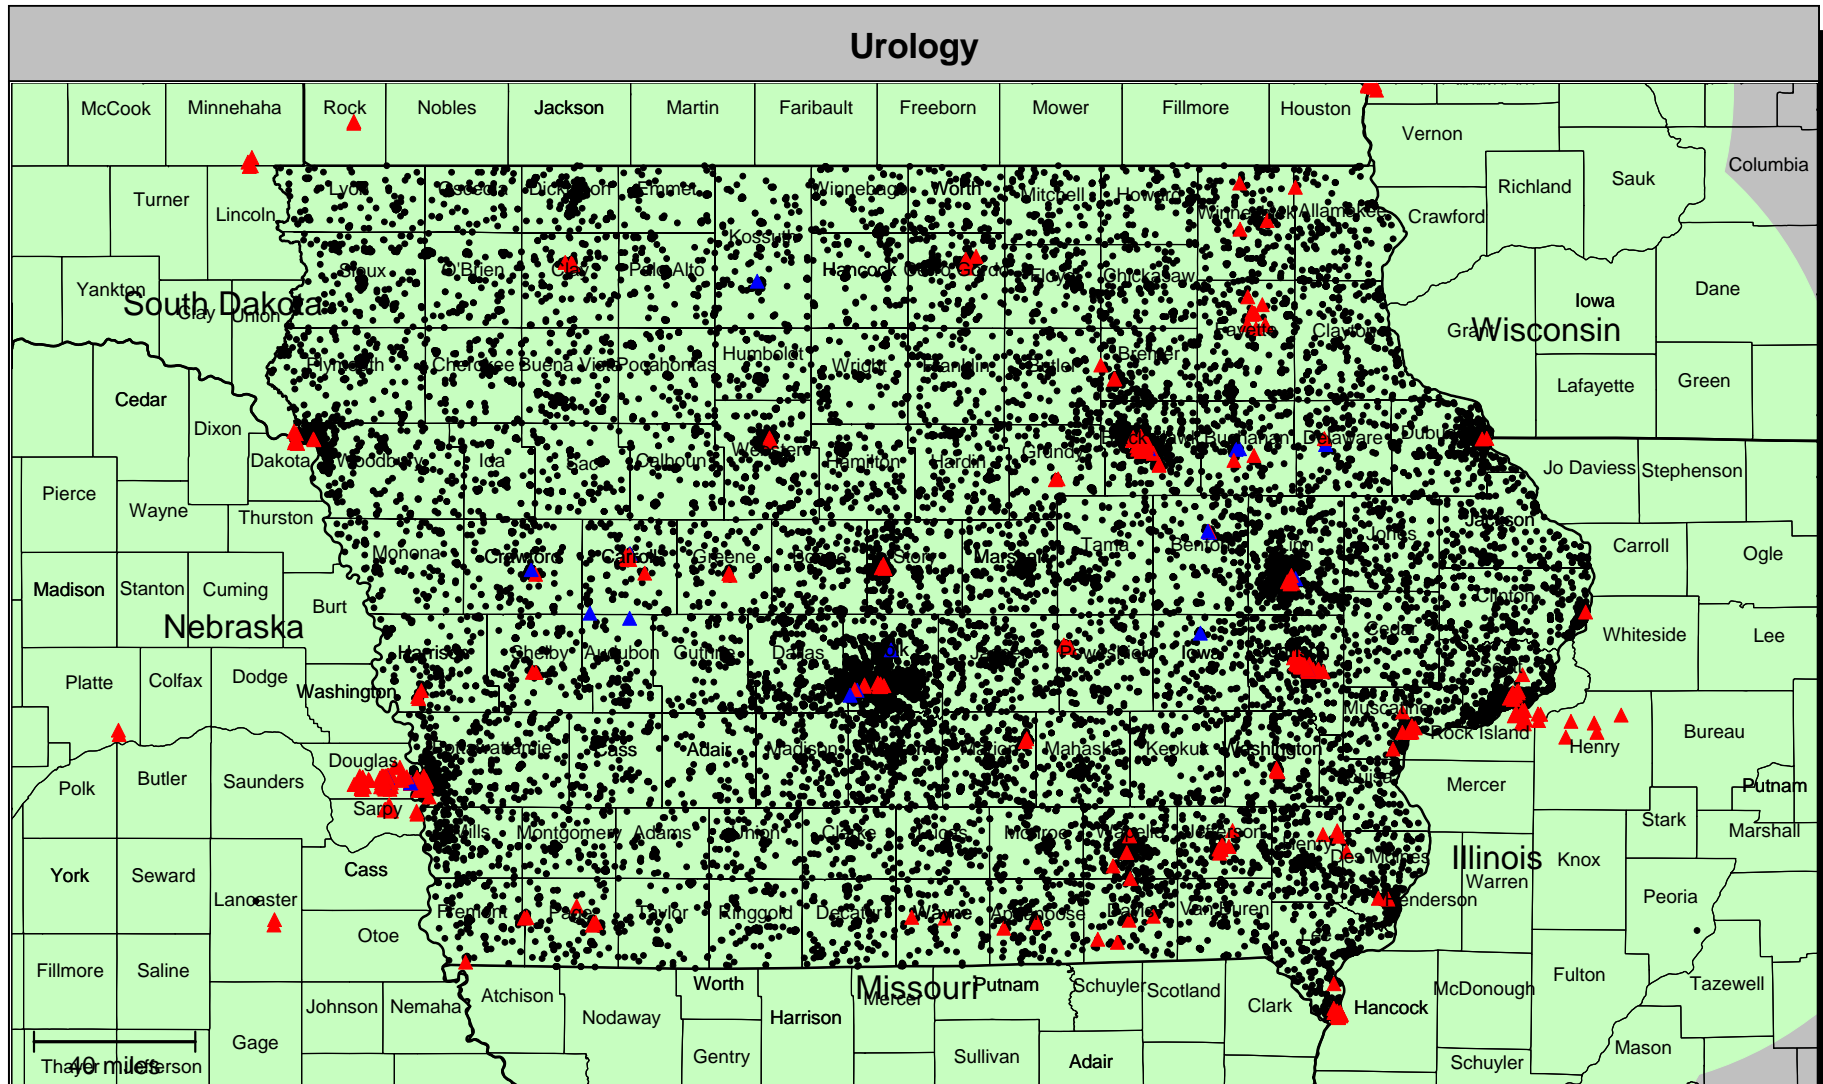 Urology
McCook
Minnehaha
Rock
Nobles
Jackson
Martin
Faribault
Freeborn
Mower
Fillmore
Houston
Vernon
Columbia
Turner
Lincoln
Lyon
Osceola
Dickinson
Emmet
Winnebago
Worth
Mitchell
Howard
Winneshiek
Allamakee
Crawford
Richland
Sauk
Yankton
Clay
Union
South Dakota
Sioux
O'Brien
Clay
Palo Alto
Kossuth
Hancock
Cerro Gordo
Floyd
Chickasaw
Fayette
Clayton
Grant
Iowa
Dane
Wisconsin
Lafayette
Green
Plymouth
Cherokee
Buena Vista
Pocahontas
Humboldt
Wright
Franklin
Butler
Bremer
Cedar
Dixon
Dakota
Woodbury
Ida
Sac
Calhoun
Webster
Hamilton
Hardin
Grundy
Black Hawk
Buchanan
Delaware
Dubuque
Jo Daviess
Stephenson
Pierce
Wayne
Thurston
Monona
Crawford
Carroll
Greene
Boone
Story
Marshall
Tama
Benton
Linn
Jones
Jackson
Carroll
Ogle
Madison
Stanton
Cuming
Burt
Nebraska
Clinton
Cedar
Whiteside
Lee
Harrison
Shelby
Audubon
Guthrie
Dallas
Polk
Jasper
Poweshiek
Iowa
Johnson
Scott
Platte
Colfax
Dodge
Washington
Muscatine
Rock Island
Henry
Bureau
Douglas
Pottawattamie
Cass
Adair
Madison
Warren
Marion
Mahaska
Keokuk
Washington
Louisa
Mercer
Putnam
Polk
Butler
Saunders
Sarpy
Mills
Montgomery
Adams
Union
Clarke
Lucas
Monroe
Wapello
Jefferson
Henry
Des Moines
Illinois
Knox
Stark
Marshall
York
Seward
Cass
Lancaster
Warren
Henderson
Peoria
Otoe
Fremont
Page
Taylor
Ringgold
Decatur
Wayne
Appanoose
Davis
Van Buren
Lee
Fillmore
Saline
Johnson
Nemaha
Atchison
Nodaway
Worth
Harrison
Mercer
Missouri
Putnam
Schuyler
Scotland
Clark
Hancock
McDonough
Fulton
Tazewell
Gage
Gentry
Sullivan
Adair
Schuyler
Mason
Thayer
40 miles
Jefferson